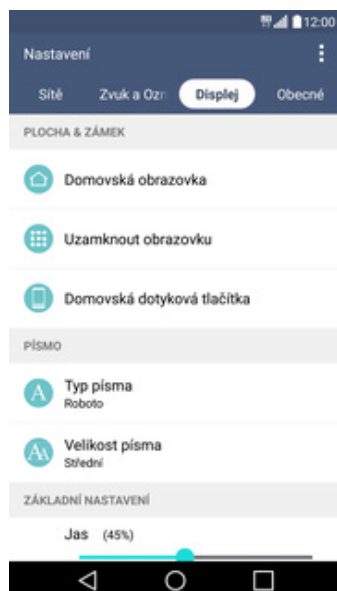 12:00
Nastavení
Sítě Zvuk a Ozn Displej Obecné
PLOCHA & ZÁMEK
Domovská obrazovka
Uzamknout obrazovku
Domovská dotyková tlačítka
PÍSMO
Typ písma
Roboto
Velikost písma
Střední
ZÁKLADNÍ NASTAVENÍ
Jas (45%)